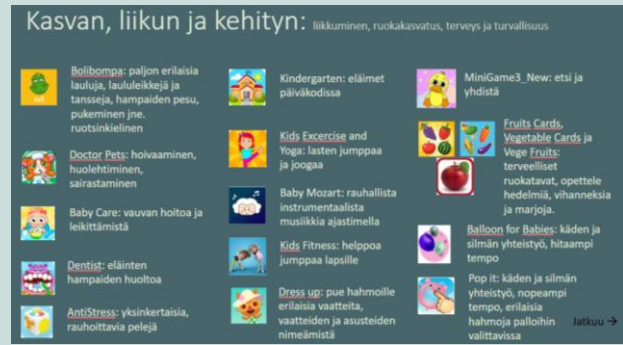 Kasvan, liikun ja kehityn: liikkuminen, ruokakasvatus, terveys ja turvallisuus
Bolibompa: paljon erilaisia
lauluja, laululeikkejä ja
tansseja, hampaiden pesu,
pukeminen jne.
ruotsinkielinen
Doctor Pets: hoivaaminen,
huolehtiminen,
sairastaminen
Baby Care: vauvan hoitoa ja
leikittämistä
Dentist: eläinten
hampaiden huoltoa
AntiStress: yksinkertaisia,
rauhoittavia pelejä
Kindergarten: eläimet
päiväkodissa
Kids Excercise and
Yoga: lasten jumppaa
ja joogaa
Baby Mozart: rauhallista
instrumentaalista
musiikkia ajastimella
Kids Fitness: helppoa
jumppaa lapsille
Dress up: pue hahmoille
erilaisia vaatteita,
vaatteiden ja asusteiden
nimeämistä
MiniGame3_New: etsi ja
yhdistä
Fruits Cards,
Vegetable Cards ja
Vege Fruits:
terveelliset
ruokatavat, opettele
hedelmiä, vihanneksia
ja marjoja.
Balloon for Babies: käden ja
silmän yhteistyö, hitaampi
tempo
Pop it: käden ja silmän
yhteistyö, nopeampi
tempo, erilaisia
hahmoja palloihin
valittavissa
Jatkuu →